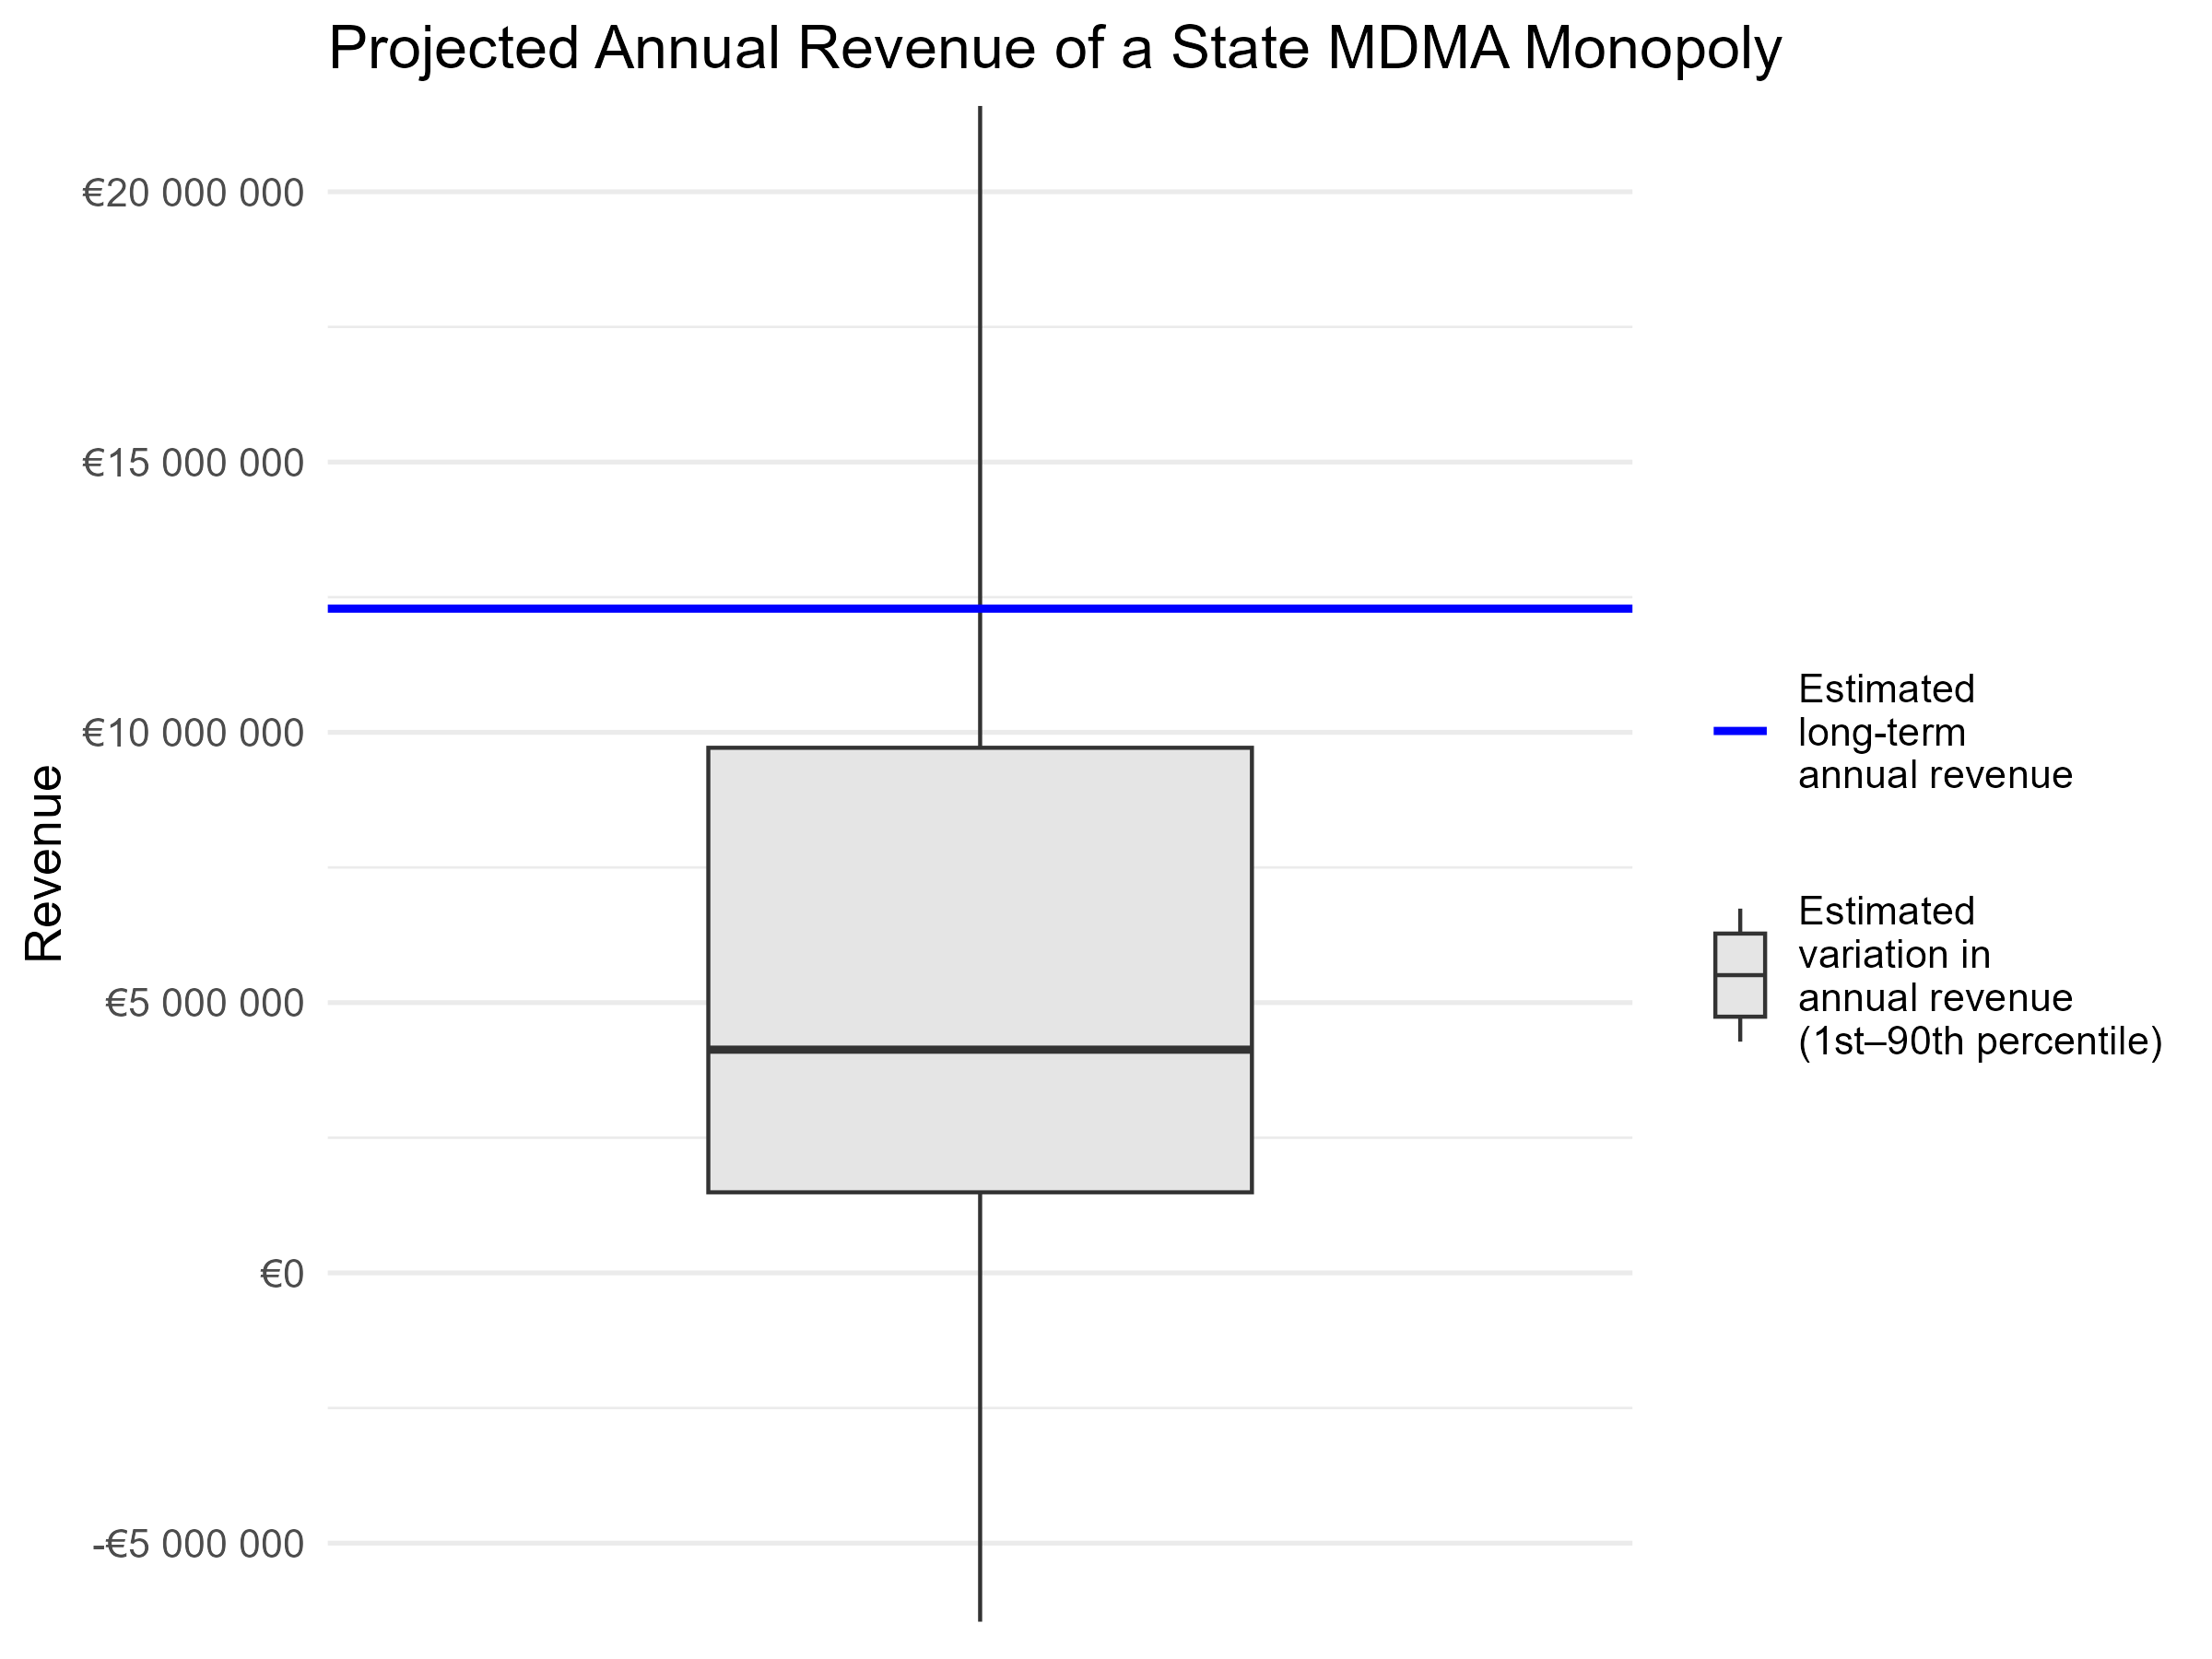 Projected Annual Revenue of a State MDMA Monopoly
€20 000 000
€15 000 000
€10 000 000
€5 000 000
€0
-€5 000 000
Revenue
Estimated
long-term
annual revenue
Estimated
variation in
annual revenue
(1st–90th percentile)